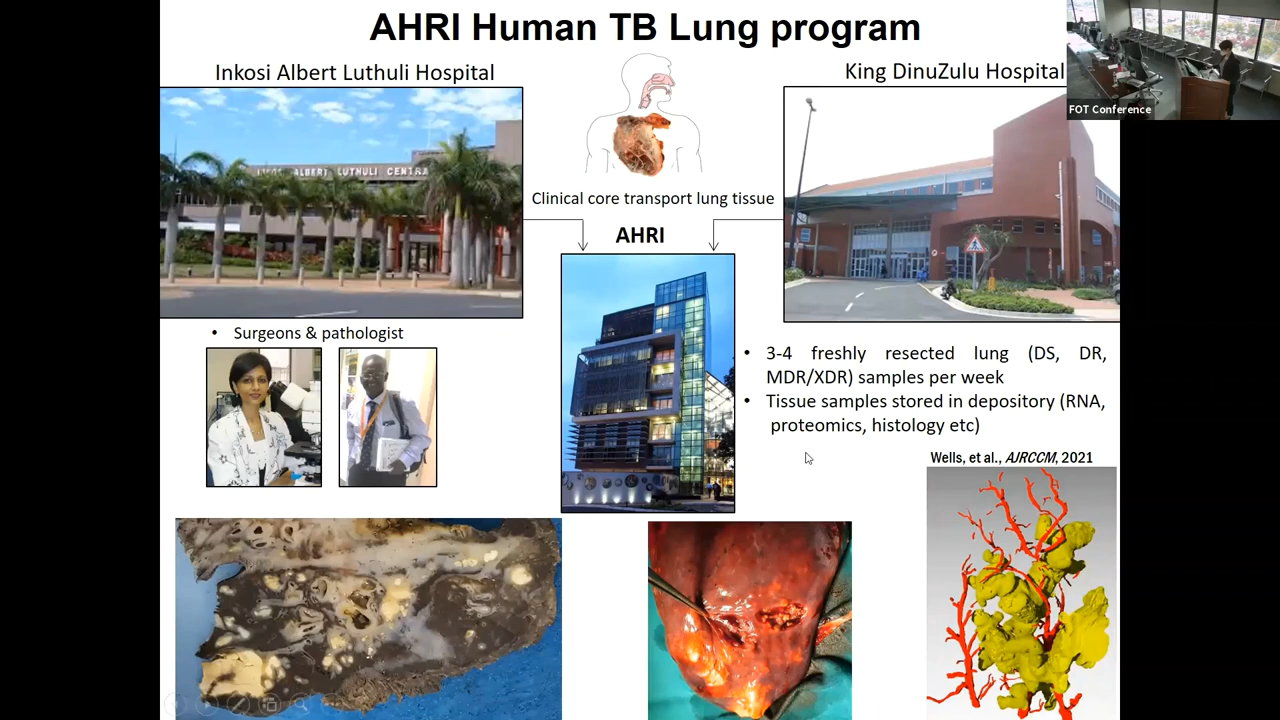 AHRI Human TB Lung program
Inkosi Albert Luthuli Hospital
King DinuZulu Hospital
FOT Conference
ALBERT LUTHULI CENTRA
Clinical core transport lung tissue
AHRI
• Surgeons & pathologist
• 3-4 freshly resected lung (DS, DR,
MDR/XDR) samples per week
• Tissue samples stored in depository (RNA,
proteomics, histology etc)
Wells, et al., AJRCCM, 2021